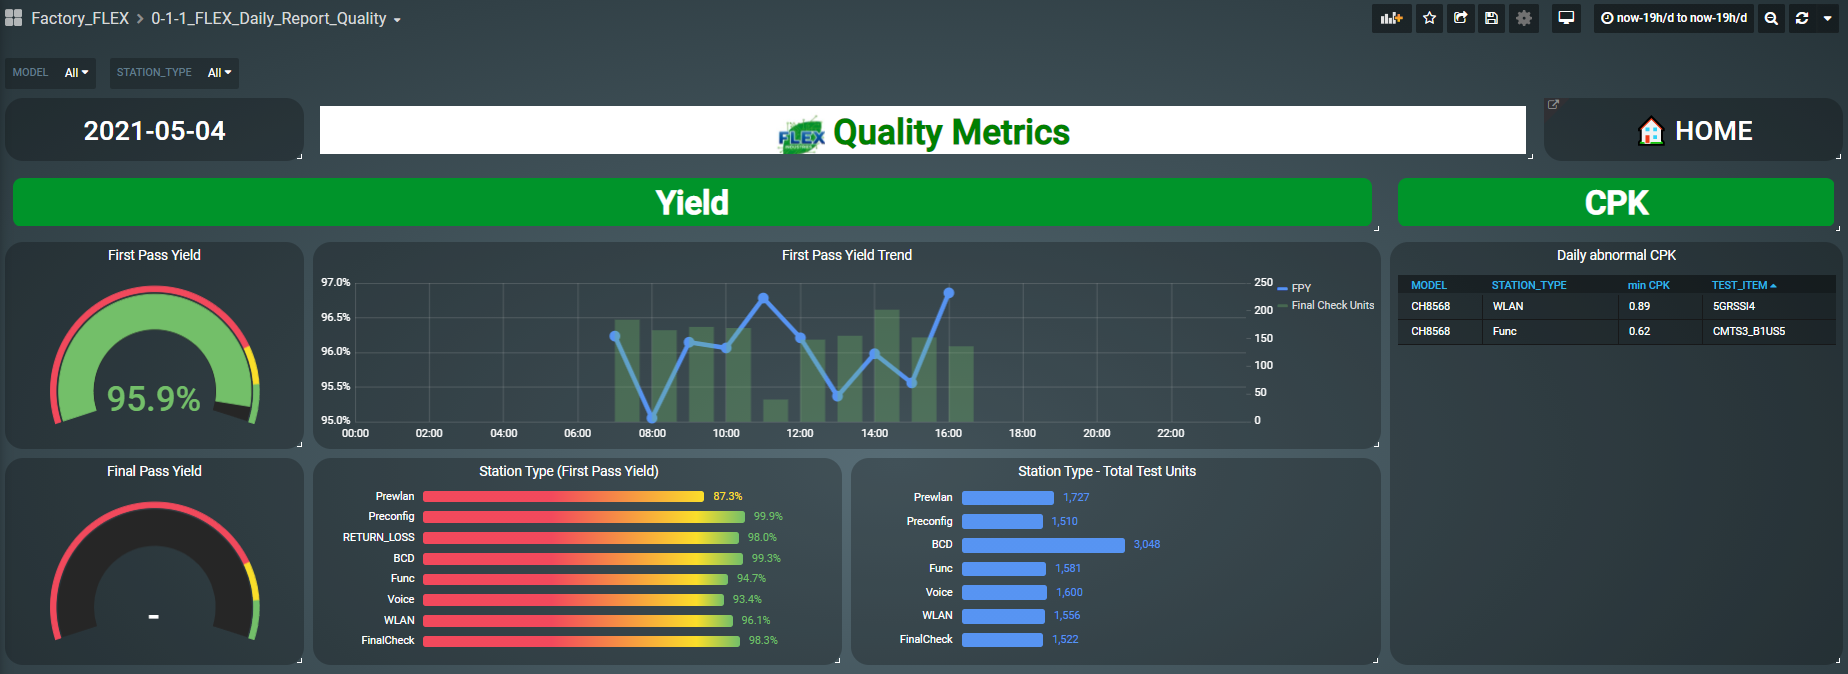 Factory_FLEX > 0-1-1_FLEX_Daily_Report_Quality
now-19h/d to now-19h/d
MODEL All STATION_TYPE All
2021-05-04
FLEX Quality Metrics
HOME
Yield
CPK
First Pass Yield
95.9%
First Pass Yield Trend
97.0%
96.5%
96.0%
95.5%
95.0%
250
200
150
100
50
0
00:00 02:00 04:00 06:00 08:00 10:00 12:00 14:00 16:00 18:00 20:00 22:00
FPY
Final Check Units
Daily abnormal CPK
MODEL STATION_TYPE min CPK TEST_ITEM
CH8568 WLAN 0.89 5GRSSI4
CH8568 Func 0.62 CMTS3_B1US5
Final Pass Yield
-
Station Type (First Pass Yield)
Prewlan 87.3%
Preconfig 99.9%
RETURN_LOSS 98.0%
BCD 99.3%
Func 94.7%
Voice 93.4%
WLAN 96.1%
FinalCheck 98.3%
Station Type - Total Test Units
Prewlan 1,727
Preconfig 1,510
BCD 3,048
Func 1,581
Voice 1,600
WLAN 1,556
FinalCheck 1,522